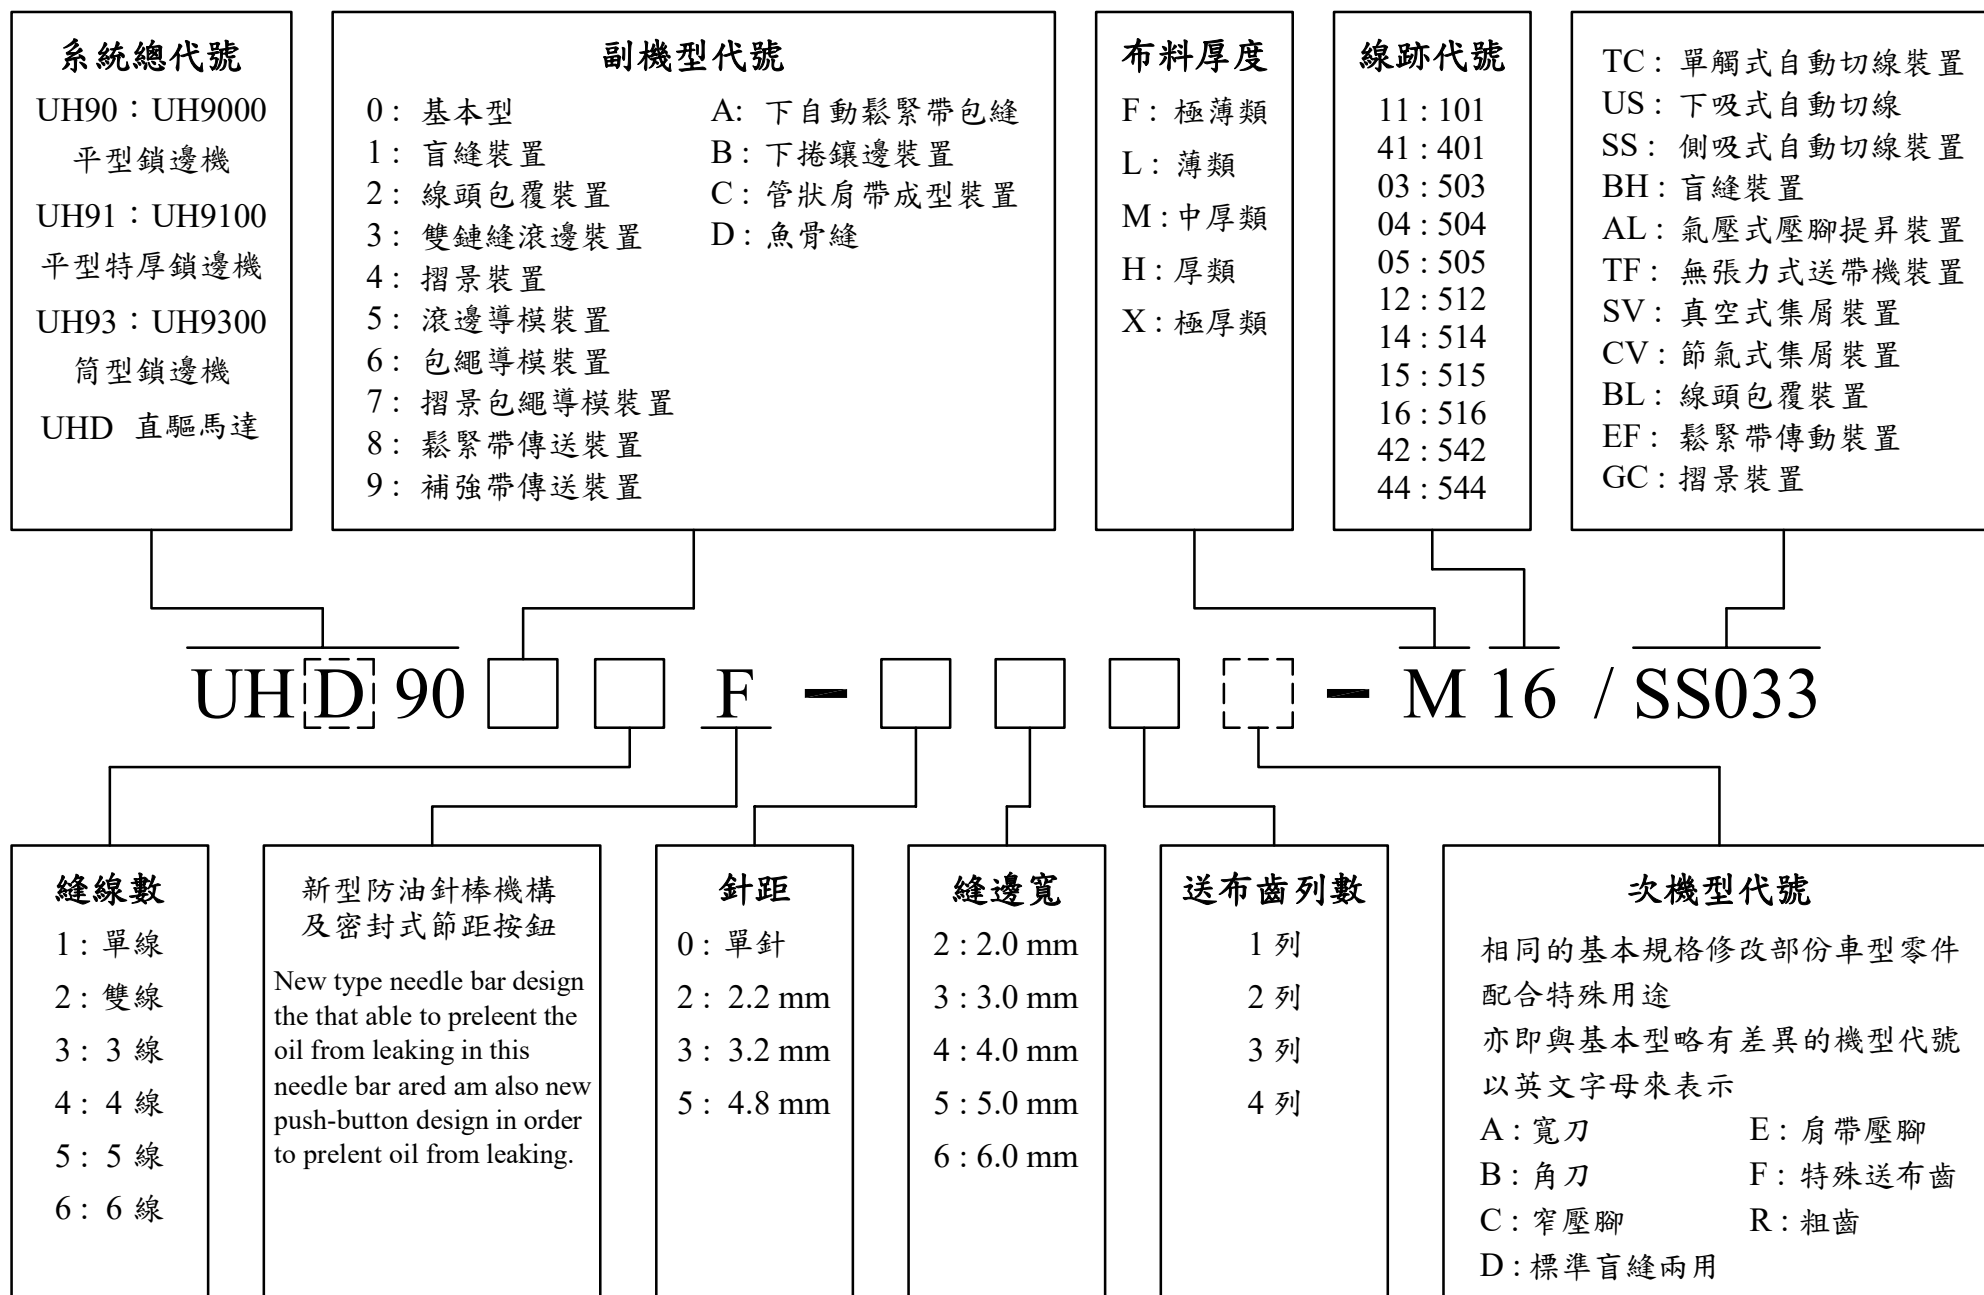 系統總代號
UH90：UH9000
平型鎖邊機
UH91：UH9100
平型特厚鎖邊機
UH93：UH9300
筒型鎖邊機
UHD 直驅馬達
副機型代號
0 : 基本型
1 : 盲縫裝置
2 : 線頭包覆裝置
3 : 雙鏈縫滾邊裝置
4 : 摺景裝置
5 : 滾邊導模裝置
6 : 包繩導模裝置
7 : 摺景包繩導模裝置
8 : 鬆緊帶傳送裝置
9 : 補強帶傳送裝置
A: 下自動鬆緊帶包縫
B : 下捲鑲邊裝置
C : 管狀肩帶成型裝置
D : 魚骨縫
布料厚度
F : 極薄類
L : 薄類
M : 中厚類
H : 厚類
X : 極厚類
線跡代號
11 : 101
41 : 401
03 : 503
04 : 504
05 : 505
12 : 512
14 : 514
15 : 515
16 : 516
42 : 542
44 : 544
TC : 單觸式自動切線裝置
US : 下吸式自動切線
SS : 側吸式自動切線裝置
BH : 盲縫裝置
AL : 氣壓式壓腳提昇裝置
TF : 無張力式送帶機裝置
SV : 真空式集屑裝置
CV : 節氣式集屑裝置
BL : 線頭包覆裝置
EF : 鬆緊帶傳動裝置
GC : 摺景裝置
UH D 90 F - - M 16 / SS033
縫線數
1 : 單線
2 : 雙線
3 : 3 線
4 : 4 線
5 : 5 線
6 : 6 線
新型防油針棒機構
及密封式節距按鈕
New type needle bar design
the that able to preleent the
oil from leaking in this
needle bar ared am also new
push-button design in order
to prelent oil from leaking.
針距
0 : 單針
2 : 2.2 mm
3 : 3.2 mm
5 : 4.8 mm
縫邊寬
2 : 2.0 mm
3 : 3.0 mm
4 : 4.0 mm
5 : 5.0 mm
6 : 6.0 mm
送布齒列數
1 列
2 列
3 列
4 列
次機型代號
相同的基本規格修改部份車型零件
配合特殊用途
亦即與基本型略有差異的機型代號
以英文字母來表示
A : 寬刀
B : 角刀
C : 窄壓腳
D : 標準盲縫兩用
E : 肩帶壓腳
F : 特殊送布齒
R : 粗齒